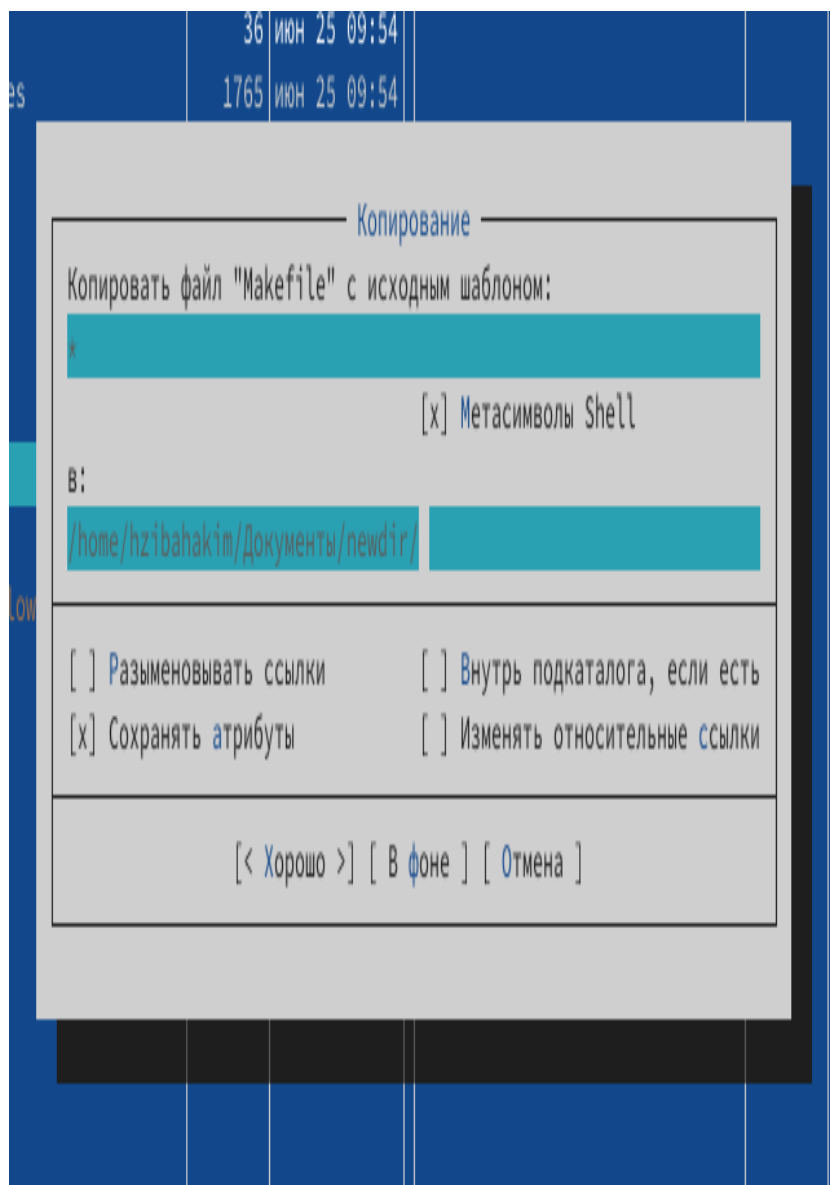 36 июн 25 09:54
es 1765 июн 25 09:54
Копирование
Копировать файл "Makefile" с исходным шаблоном:
*
[x] Метасимволы Shell
в:
/home/hzibahakim/Документы/newdir/
low
[ ] Разыменовывать ссылки [ ] Внутрь подкаталога, если есть
[x] Сохранять атрибуты [ ] Изменять относительные ссылки
[< Хорошо >] [ В фоне ] [ Отмена ]